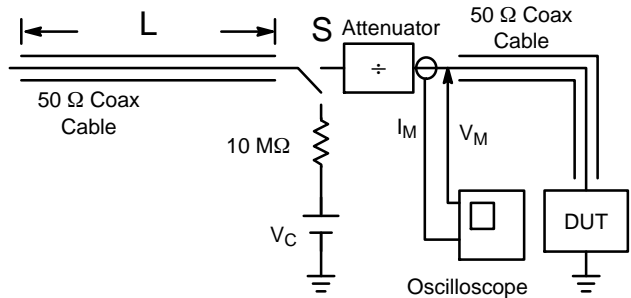 L
S
Attenuator
÷
50 Ω Coax
Cable
50 Ω Coax
Cable
10 MΩ
I_M
V_M
V_C
DUT
Oscilloscope